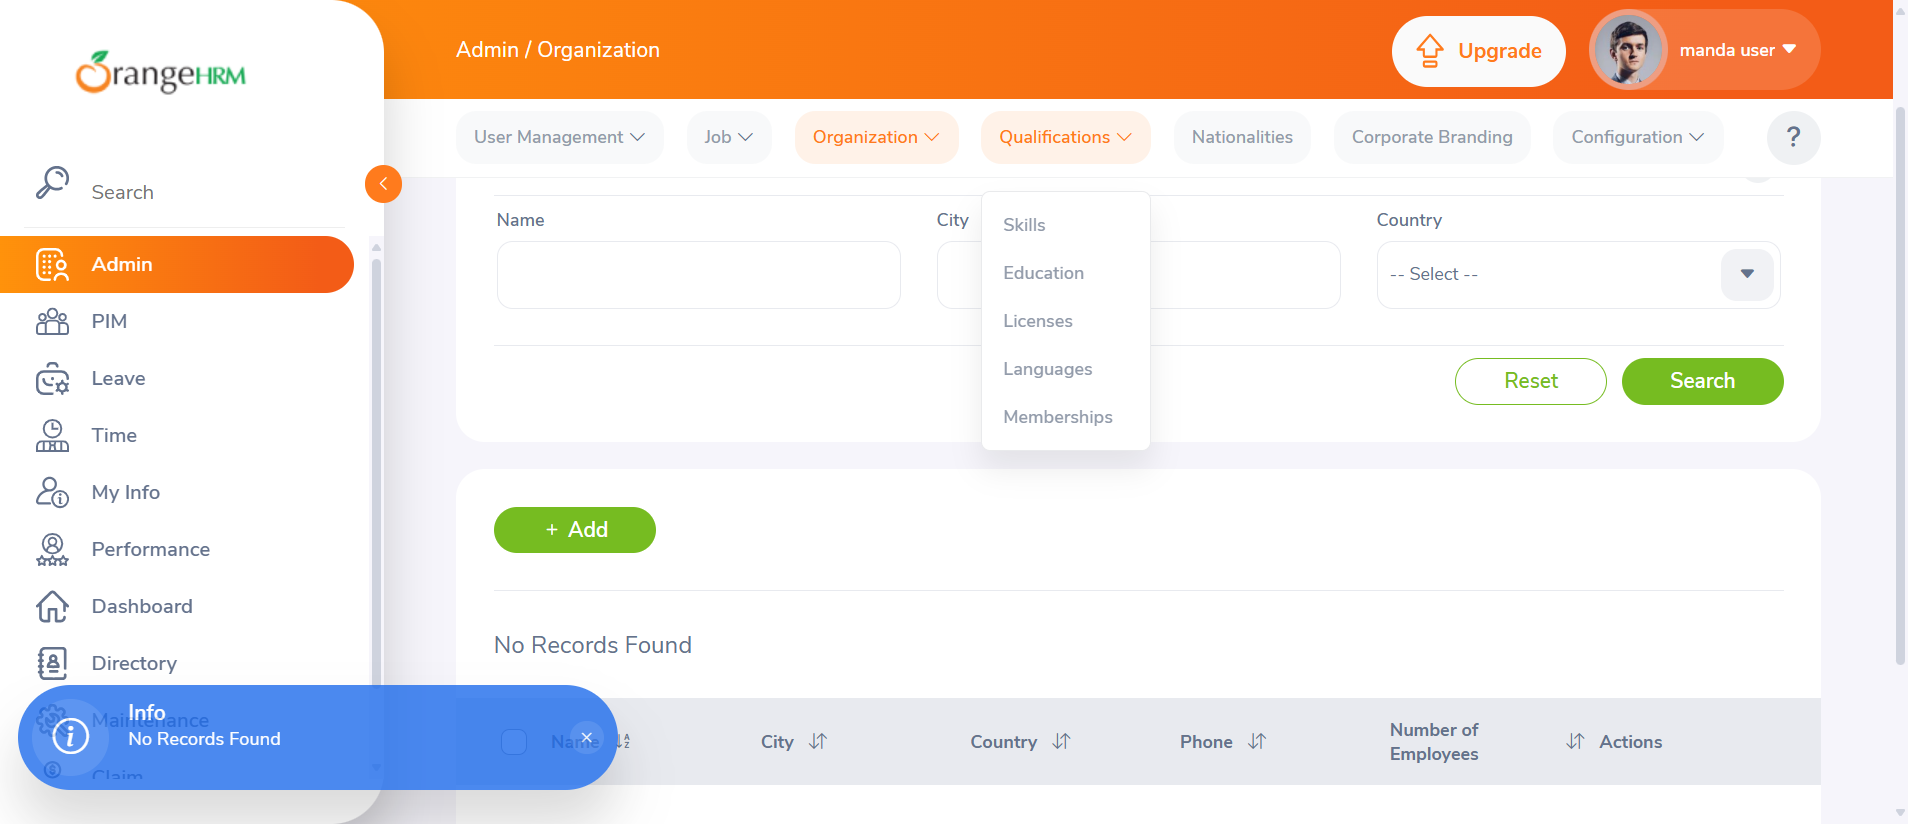 OrangeHRM
Admin / Organization
Upgrade
manda user
User Management
Job
Organization
Qualifications
Nationalities
Corporate Branding
Configuration
?
Search
Admin
PIM
Leave
Time
My Info
Performance
Dashboard
Directory
Maintenance
Claim
Name
City
Country
-- Select --
Skills
Education
Licenses
Languages
Memberships
Reset
Search
+ Add
No Records Found
Name
City
Country
Phone
Number of
Employees
Actions
Info
No Records Found